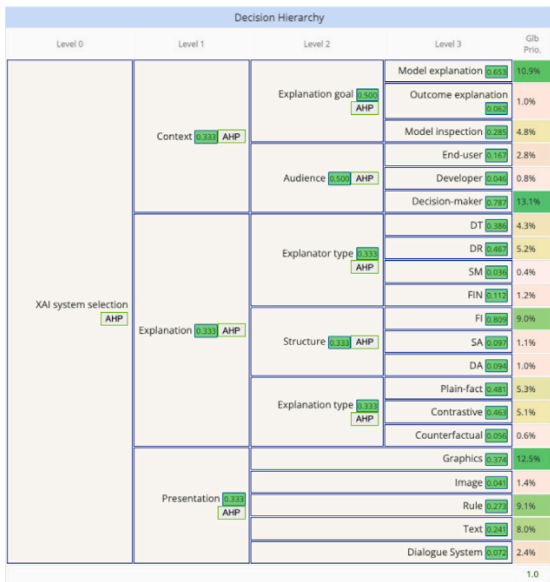 Decision Hierarchy
Level 0 Level 1 Level 2 Level 3 Glb Prio.
Model explanation 0.653 10.9%
Explanation goal 0.500 AHP
Outcome explanation 0.062 1.0%
Context 0.333 AHP
Model inspection 0.285 4.8%
End-user 0.167 2.8%
Audience 0.500 AHP
Developer 0.046 0.8%
Decision-maker 0.787 13.1%
DT 0.386 4.3%
Explanator type 0.333 AHP
DR 0.467 5.2%
SM 0.036 0.4%
XAI system selection AHP
FIN 0.112 1.2%
Explanation 0.333 AHP
FI 0.809 9.0%
Structure 0.333 AHP
SA 0.097 1.1%
DA 0.094 1.0%
Plain-fact 0.481 5.3%
Explanation type 0.333 AHP
Contrastive 0.463 5.1%
Counterfactual 0.056 0.6%
Graphics 0.374 12.5%
Image 0.041 1.4%
Presentation 0.333 AHP
Rule 0.273 9.1%
Text 0.241 8.0%
Dialogue System 0.072 2.4%
1.0